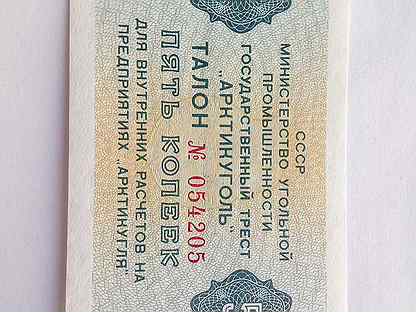 СССР
МИНИСТЕРСТВО УГОЛЬНОЙ
ПРОМЫШЛЕННОСТИ
ГОСУДАРСТВЕННЫЙ ТРЕСТ
„АРКТИКУГОЛЬ"
ТАЛОН № 054205
ПЯТЬ КОПЕЕК
ДЛЯ ВНУТРЕННИХ РАСЧЕТОВ НА
ПРЕДПРИЯТИЯХ „АРКТИКУГЛЯ"